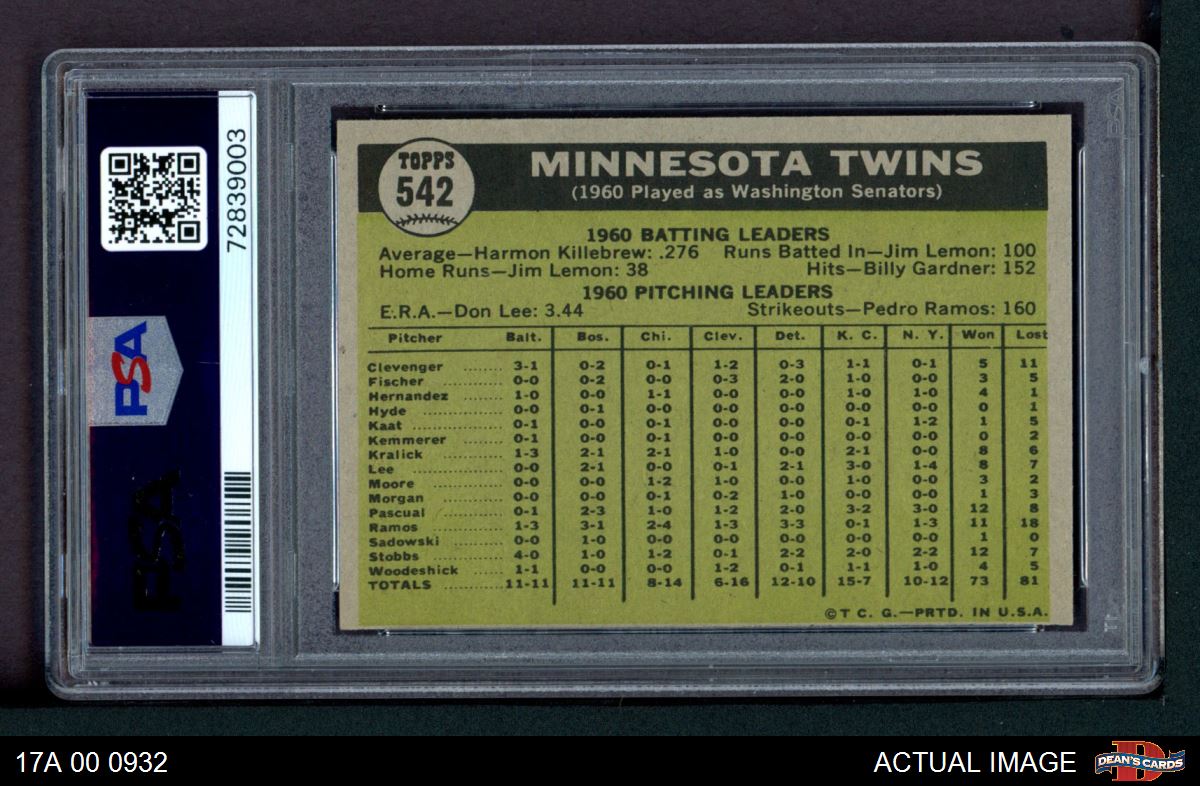 72839003
PSA
PSA
TOPPS
542
MINNESOTA TWINS
(1960 Played as Washington Senators)
1960 BATTING LEADERS
Average—Harmon Killebrew: .276 Runs Batted In—Jim Lemon: 100
Home Runs—Jim Lemon: 38 Hits—Billy Gardner: 152
1960 PITCHING LEADERS
E.R.A.—Don Lee: 3.44 Strikeouts—Pedro Ramos: 160
Pitcher Balt. Bos. Chi. Clev. Det. K. C. N. Y. Won Lost
Clevenger ........ 3-1 0-2 0-1 1-2 0-3 1-1 0-1 5 11
Fischer ............ 0-0 0-2 0-0 0-3 2-0 1-0 0-0 3 5
Hernandez ........ 1-0 0-0 1-1 0-0 0-0 1-0 1-0 4 1
Hyde ................ 0-0 0-1 0-0 0-0 0-0 0-0 0-0 0 1
Kaat ................ 0-1 0-0 0-1 0-0 0-0 0-1 1-2 1 5
Kemmerer ........ 0-1 0-0 0-1 0-0 0-0 0-0 0-0 0 2
Kralick ............ 1-3 2-1 2-1 1-0 0-0 2-1 0-0 8 6
Lee .................. 0-0 2-1 0-0 0-1 2-1 3-0 1-4 8 7
Moore .............. 0-0 0-0 1-2 1-0 0-0 1-0 0-0 3 2
Morgan ............ 0-0 0-0 0-1 0-2 1-0 0-0 0-0 1 3
Pascual ............ 0-1 2-3 1-0 1-2 2-0 3-2 3-0 12 8
Ramos .............. 1-3 3-1 2-4 1-3 3-3 0-1 1-3 11 18
Sadowski .......... 0-0 1-0 0-0 0-0 0-0 0-0 0-0 1 0
Stobbs .............. 4-0 1-0 1-2 0-1 2-2 2-0 2-2 12 7
Woodeshick ...... 1-1 0-0 0-0 1-2 0-1 1-1 1-0 4 5
TOTALS ............ 11-11 11-11 8-14 6-16 12-10 15-7 10-12 73 81
©T. C. G.—PRTD. IN U.S.A.
17A 00 0932
ACTUAL IMAGE
DEAN'S CARDS